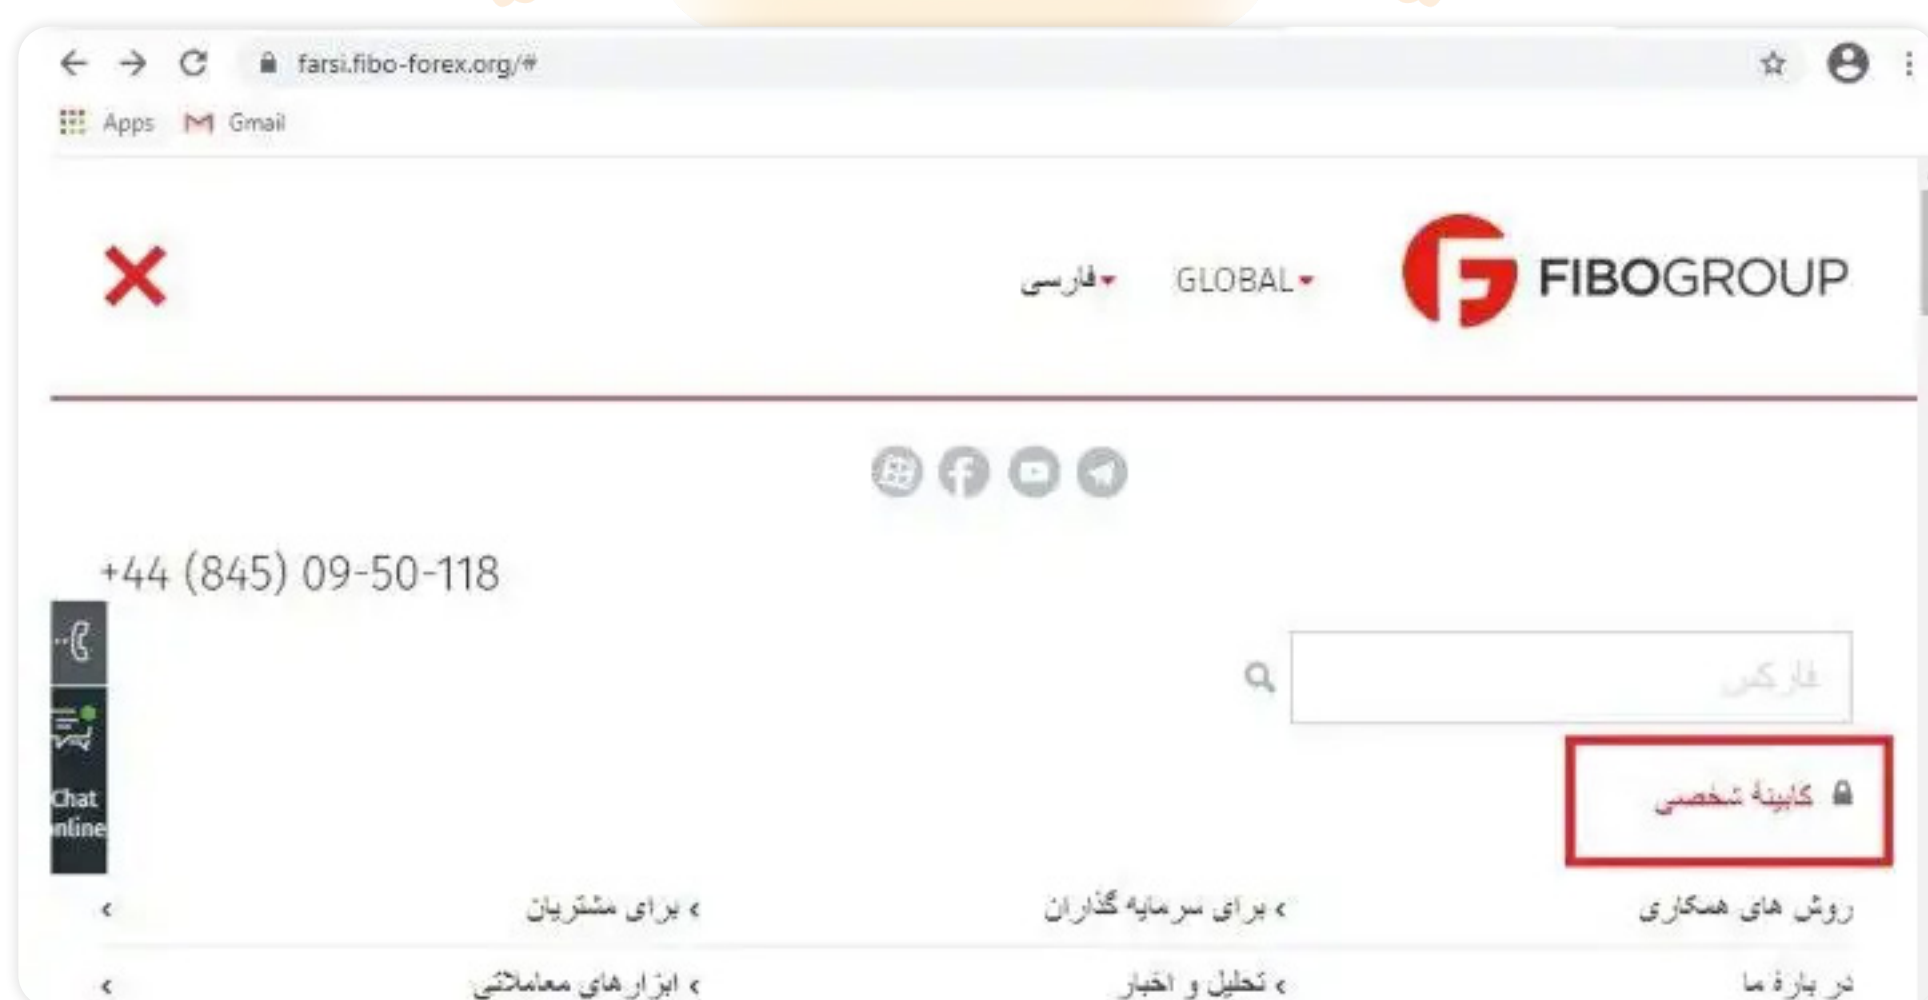 farsi.fibo-forex.org/#
Apps Gmail
FIBOGROUP GLOBAL فارسی
+44 (845) 09-50-118
فارکس
کابینهٔ شخصی
Chat
nline
روش های همکاری › برای سرمایه گذاران › برای مشتریان ›
در بارهٔ ما › تحلیل و اخبار › ابزارهای معاملاتی ›